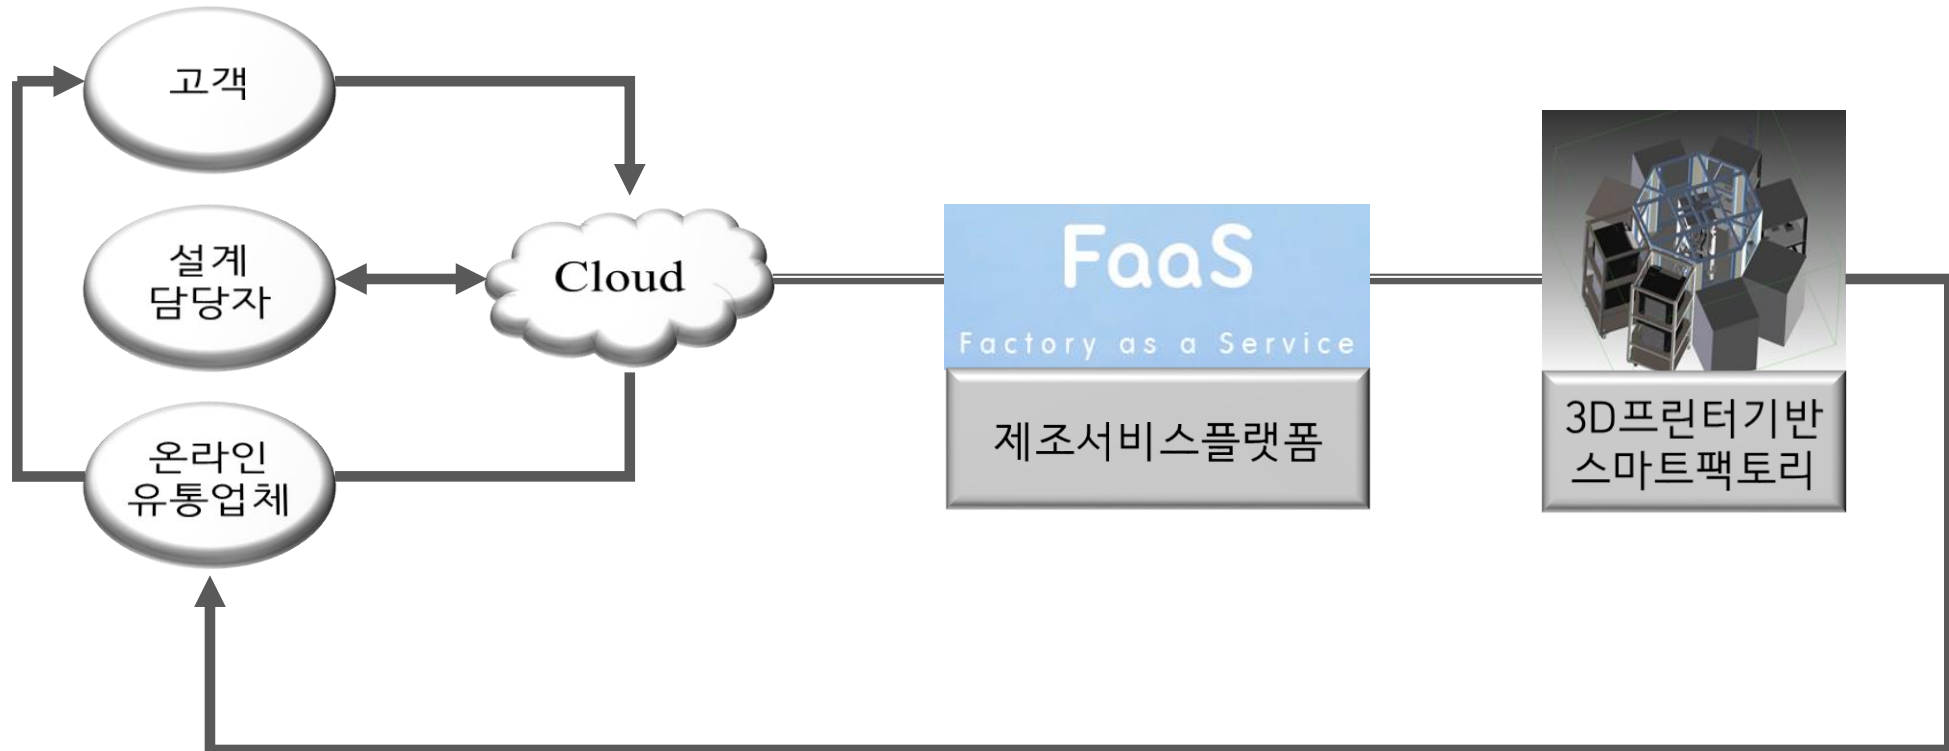 고객
설계
담당자
온라인
유통업체
Cloud
FaaS
Factory as a Service
제조서비스플랫폼
3D프린터기반
스마트팩토리